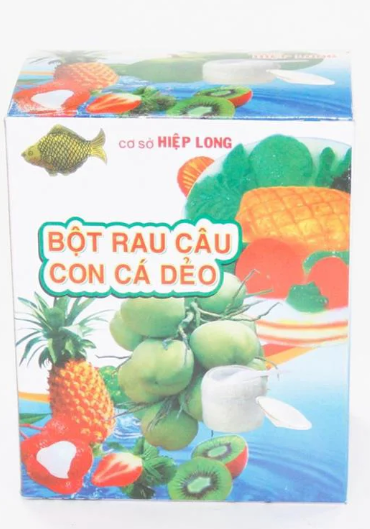 CƠ SỞ HIỆP LONG
BỘT RAU CÂU
CON CÁ DẺO